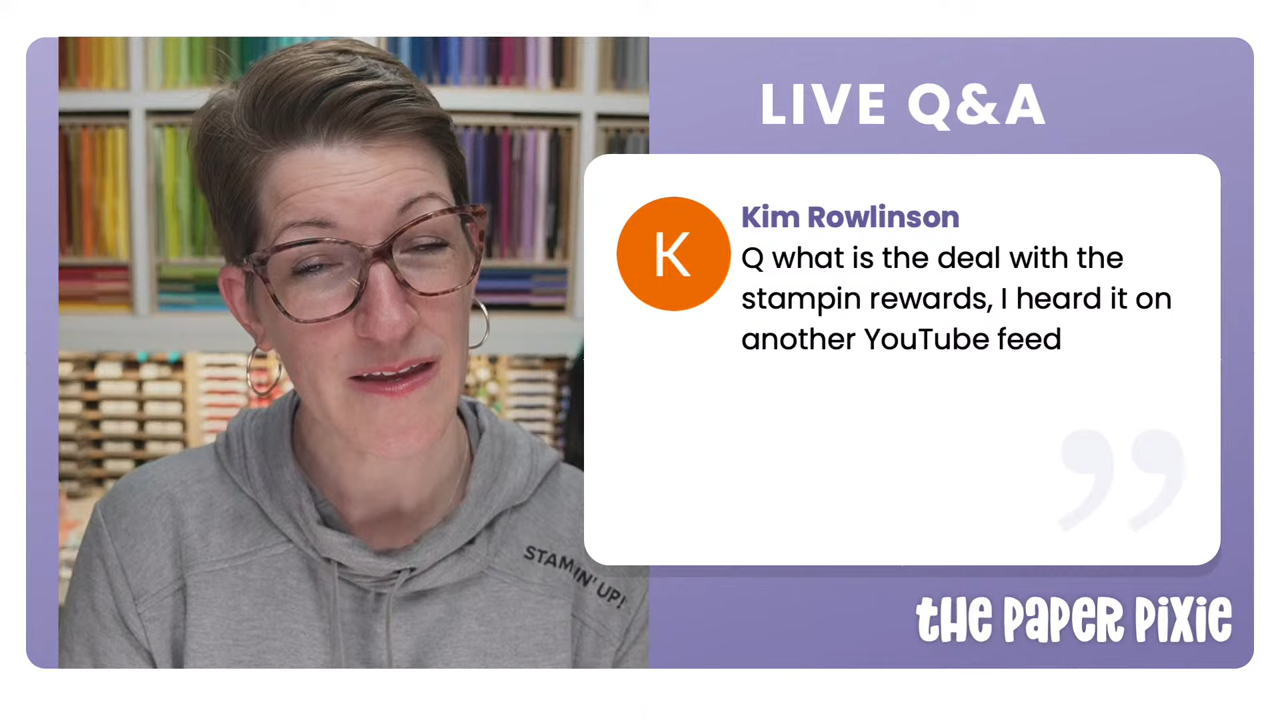 LIVE Q&A
K
Kim Rowlinson
Q what is the deal with the
stampin rewards, I heard it on
another YouTube feed
”
STAMIN' UP!
the PAPER PIXIE